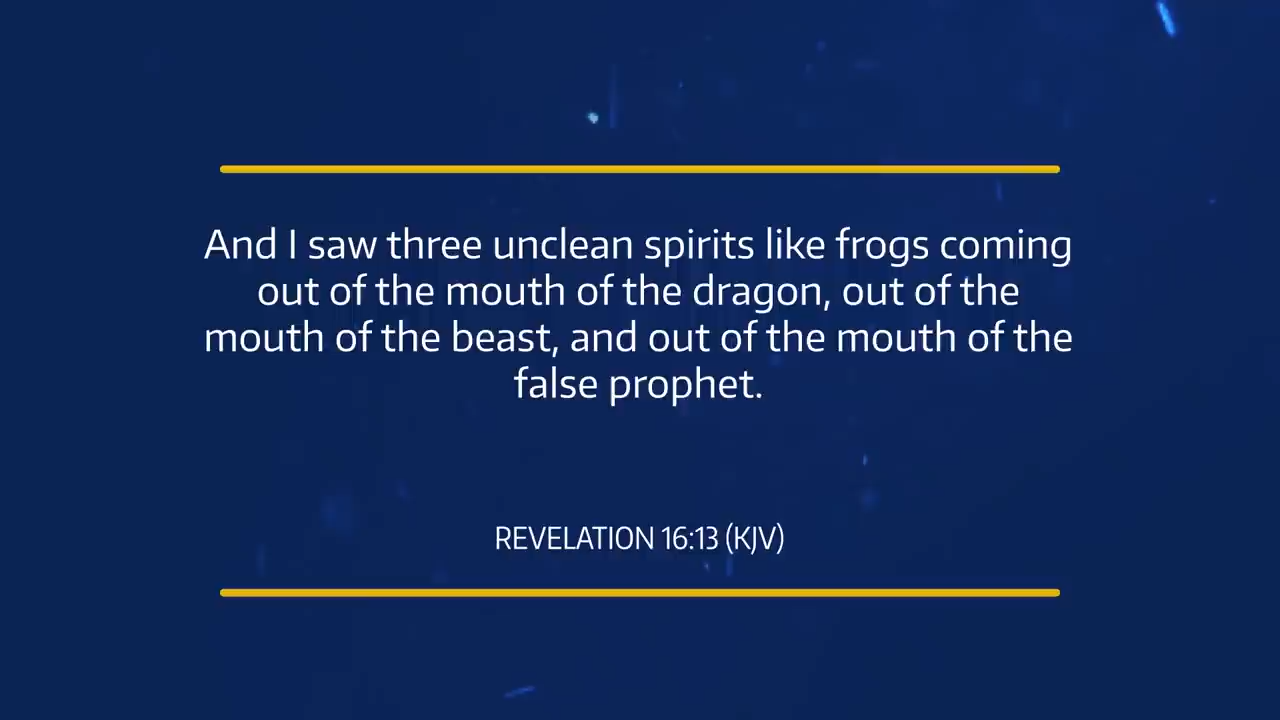 And I saw three unclean spirits like frogs coming
out of the mouth of the dragon, out of the
mouth of the beast, and out of the mouth of the
false prophet.
REVELATION 16:13 (KJV)